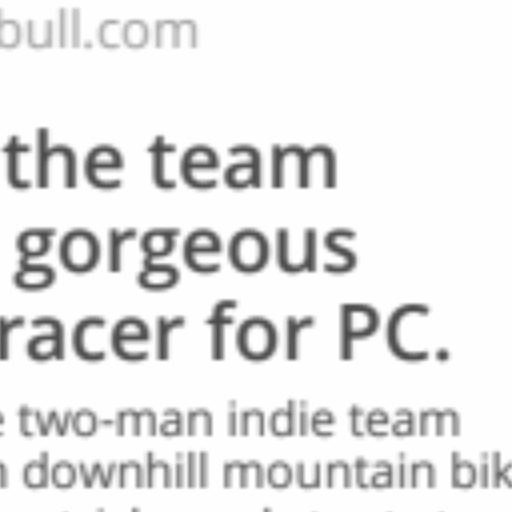 bull.com
the team
gorgeous
racer for PC.
e two-man indie team
n downhill mountain bik